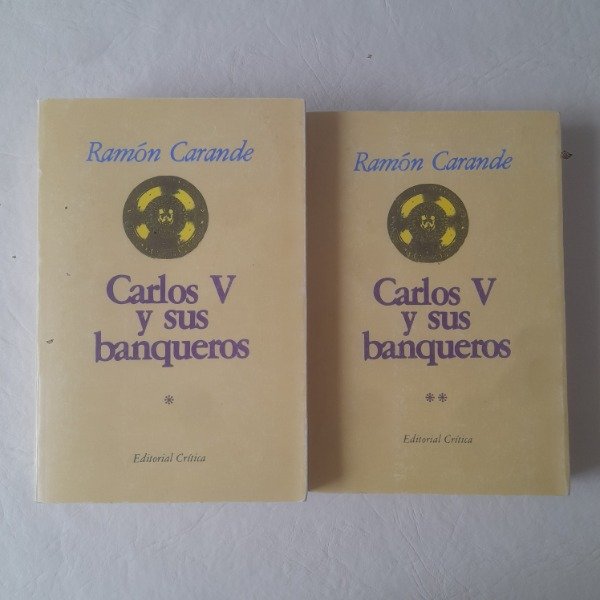 Ramón Carande
Carlos V
y sus
banqueros
*
Editorial Crítica
Ramón Carande
Carlos V
y sus
banqueros
**
Editorial Crítica